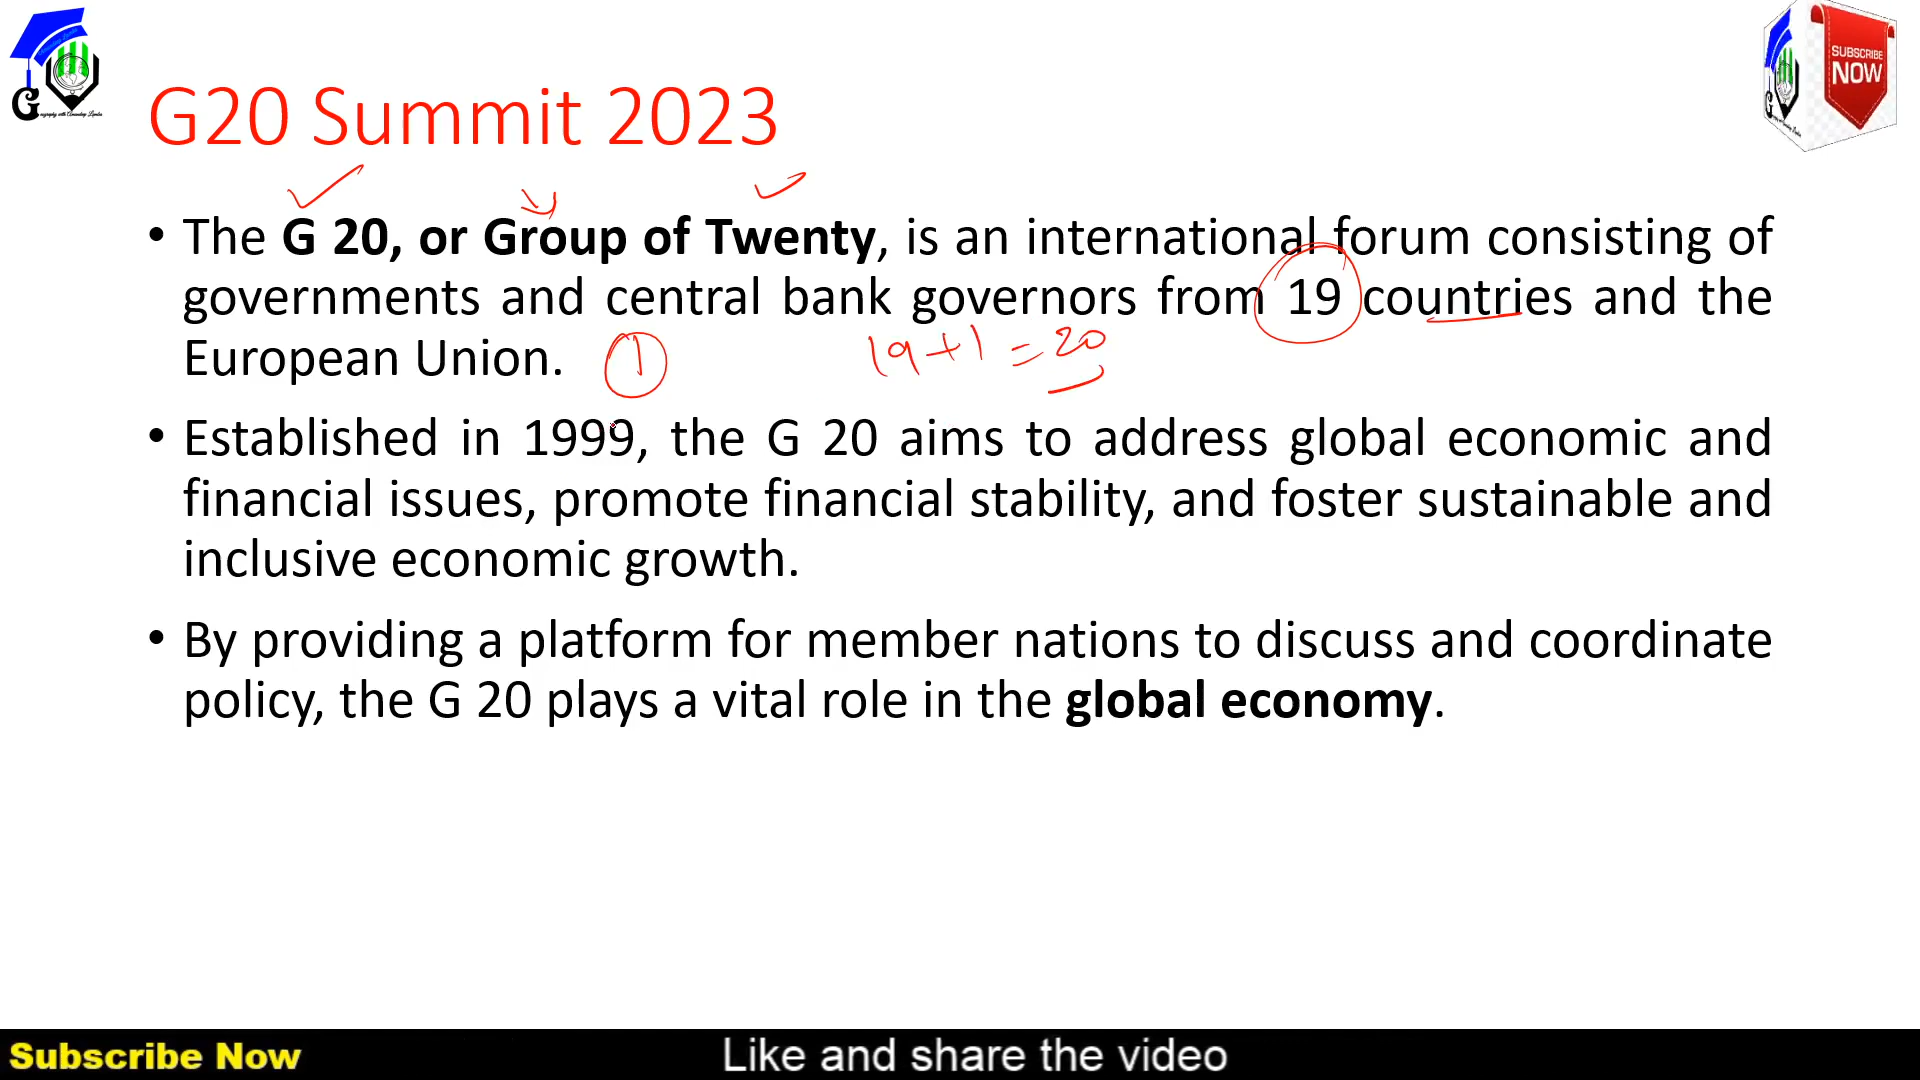 SUBSCRIBE
NOW
G20 Summit 2023
• The G 20, or Group of Twenty, is an international forum consisting of
governments and central bank governors from 19 countries and the
European Union. 1 19+1=20
• Established in 1999, the G 20 aims to address global economic and
financial issues, promote financial stability, and foster sustainable and
inclusive economic growth.
• By providing a platform for member nations to discuss and coordinate
policy, the G 20 plays a vital role in the global economy.
Subscribe Now Like and share the video